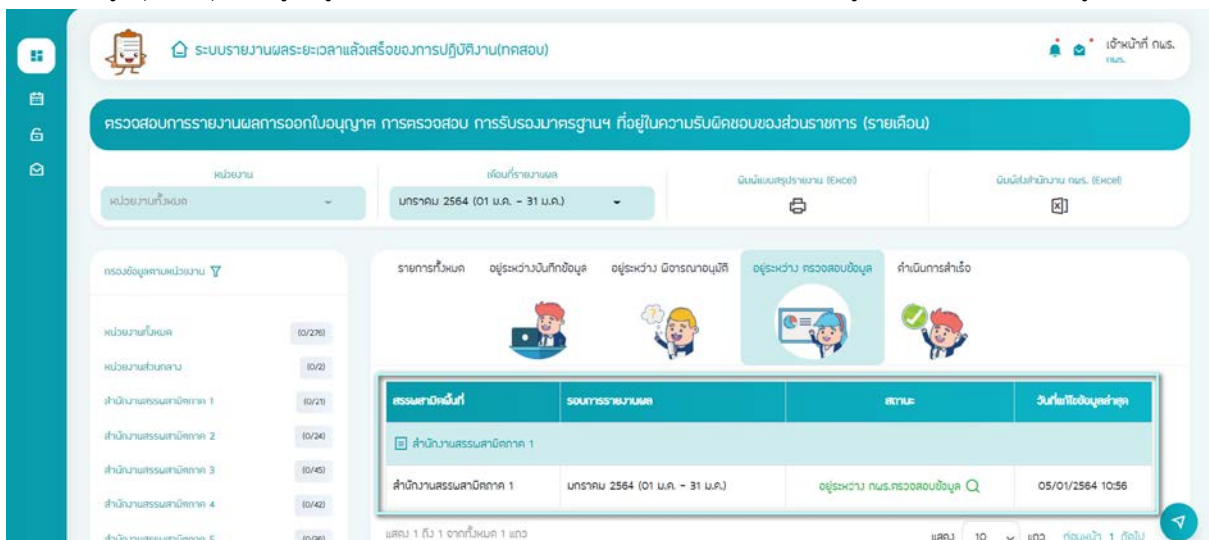 ระบบรายงานผลระยะเวลาแล้วเสร็จของการปฏิบัติงาน(ทดสอบ)
เจ้าหน้าที่ กพร.
กพร.
ตรวจสอบการรายงานผลการออกใบอนุญาต การตรวจสอบ การรับรองมาตรฐานฯ ที่อยู่ในความรับผิดชอบของส่วนราชการ (รายเดือน)
หน่วยงาน
เดือนที่รายงานผล
พิมพ์แบบสรุปรายงาน (Excel)
พิมพ์ส่งสำนักงาน กพร. (Excel)
หน่วยงานทั้งหมด
มกราคม 2564 (01 ม.ค. - 31 ม.ค.)
กรองข้อมูลตามหน่วยงาน
รายการทั้งหมด
อยู่ระหว่างบันทึกข้อมูล
อยู่ระหว่าง พิจารณาอนุมัติ
อยู่ระหว่าง ตรวจสอบข้อมูล
ดำเนินการสำเร็จ
หน่วยงานทั้งหมด (0/276)
หน่วยงานส่วนกลาง (0/2)
สำนักงานสรรพสามิตภาค 1 (0/21)
สำนักงานสรรพสามิตภาค 2 (0/24)
สำนักงานสรรพสามิตภาค 3 (0/45)
สำนักงานสรรพสามิตภาค 4 (0/42)
สำนักงานสรรพสามิตภาค 5 (0/36)
สรรพสามิตพื้นที่ รอบการรายงานผล สถานะ วันที่แก้ไขข้อมูลล่าสุด
สำนักงานสรรพสามิตภาค 1
สำนักงานสรรพสามิตภาค 1 มกราคม 2564 (01 ม.ค. - 31 ม.ค.) อยู่ระหว่าง กพร.ตรวจสอบข้อมูล 05/01/2564 10:56
แสดง 1 ถึง 1 จากทั้งหมด 1 แถว
แสดง 10 แถว ก่อนหน้า 1 ถัดไป